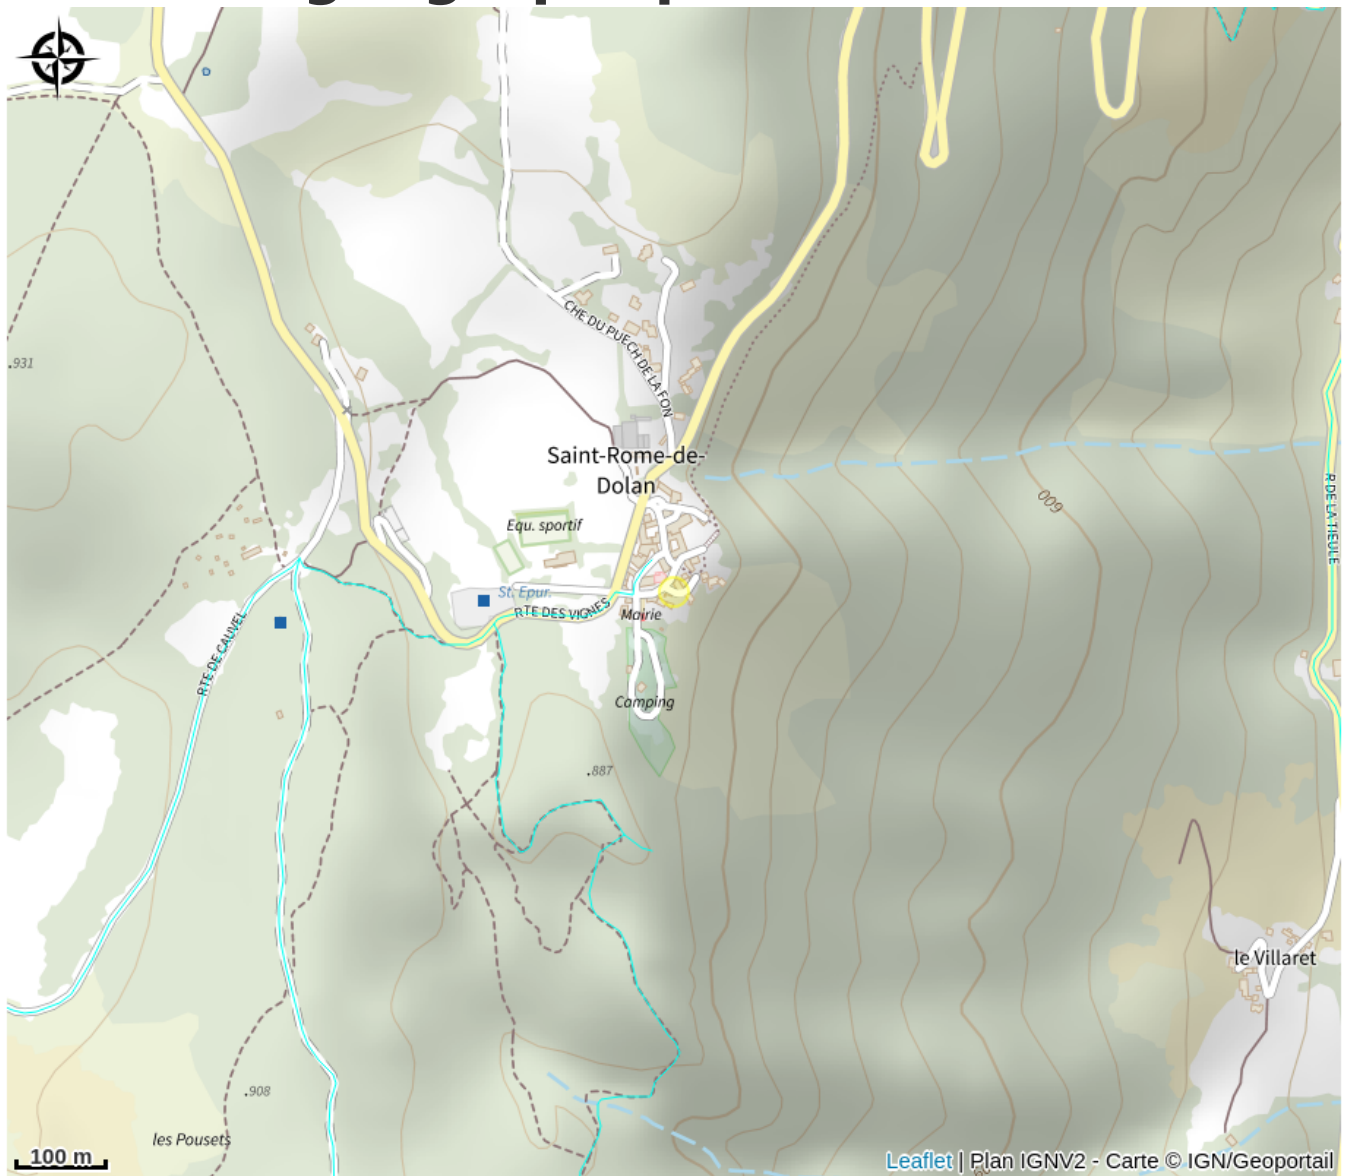 CHE DU PUECH DE LA FON
.931
Saint-Rome-de-
Dolan
009
R DE LA TIEULE
Equ. sportif
St. Epur.
RTE DES VIGNES
Mairie
RTE DE CAUVEL
Camping
.887
le Villaret
.908
les Pousets
100 m
Leaflet | Plan IGNV2 - Carte © IGN/Geoportail